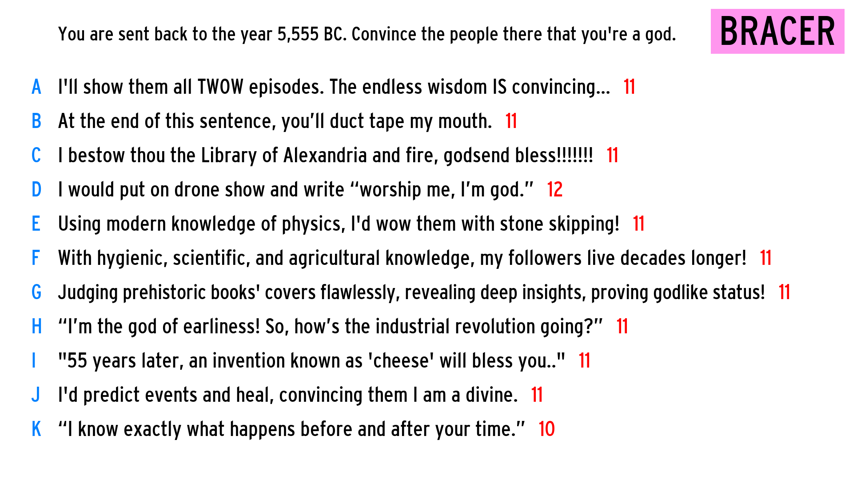 You are sent back to the year 5,555 BC. Convince the people there that you're a god.
BRACER
A I'll show them all TWOW episodes. The endless wisdom IS convincing... 11
B At the end of this sentence, you’ll duct tape my mouth. 11
C I bestow thou the Library of Alexandria and fire, godsend bless!!!!!!! 11
D I would put on drone show and write “worship me, I’m god.” 12
E Using modern knowledge of physics, I'd wow them with stone skipping! 11
F With hygienic, scientific, and agricultural knowledge, my followers live decades longer! 11
G Judging prehistoric books' covers flawlessly, revealing deep insights, proving godlike status! 11
H “I’m the god of earliness! So, how’s the industrial revolution going?” 11
I "55 years later, an invention known as 'cheese' will bless you.." 11
J I'd predict events and heal, convincing them I am a divine. 11
K “I know exactly what happens before and after your time.” 10